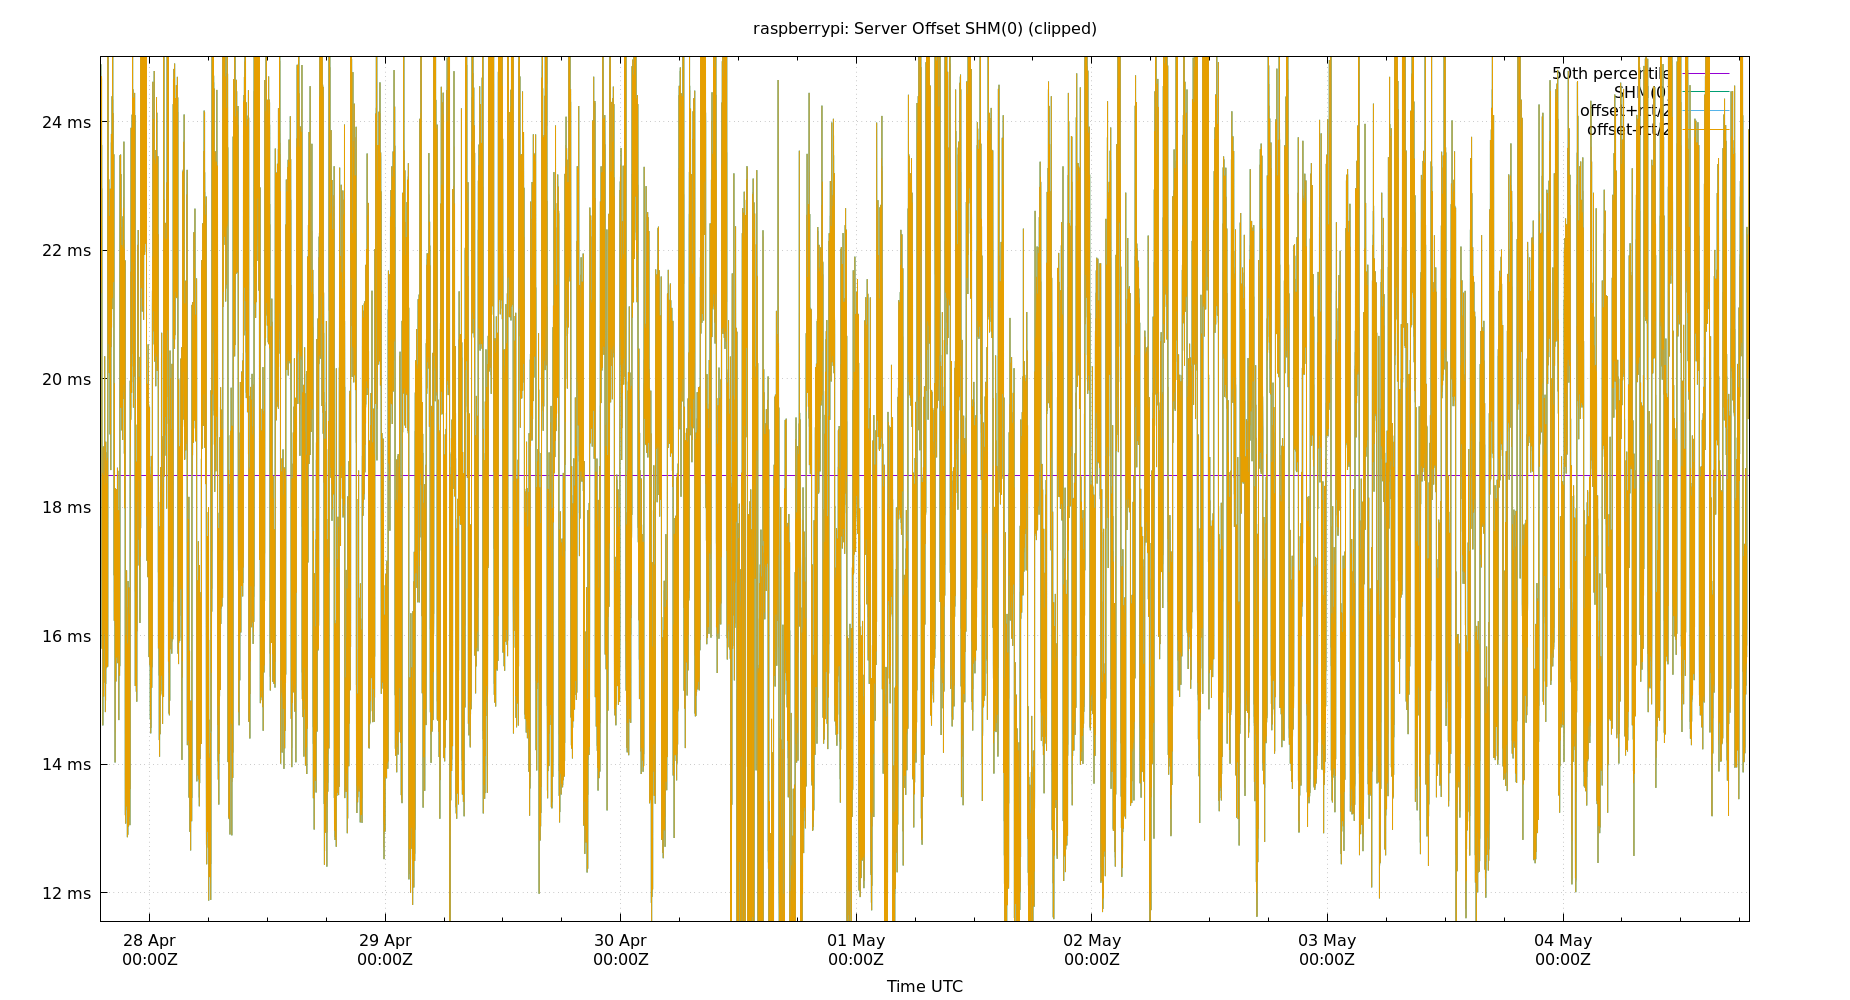 raspberrypi: Server Offset SHM(0) (clipped)
50th percentile
SHM(0)
offset+rtt/2
offset-rtt/2
24 ms
22 ms
20 ms
18 ms
16 ms
14 ms
12 ms
28 Apr
00:00Z
29 Apr
00:00Z
30 Apr
00:00Z
01 May
00:00Z
02 May
00:00Z
03 May
00:00Z
04 May
00:00Z
Time UTC